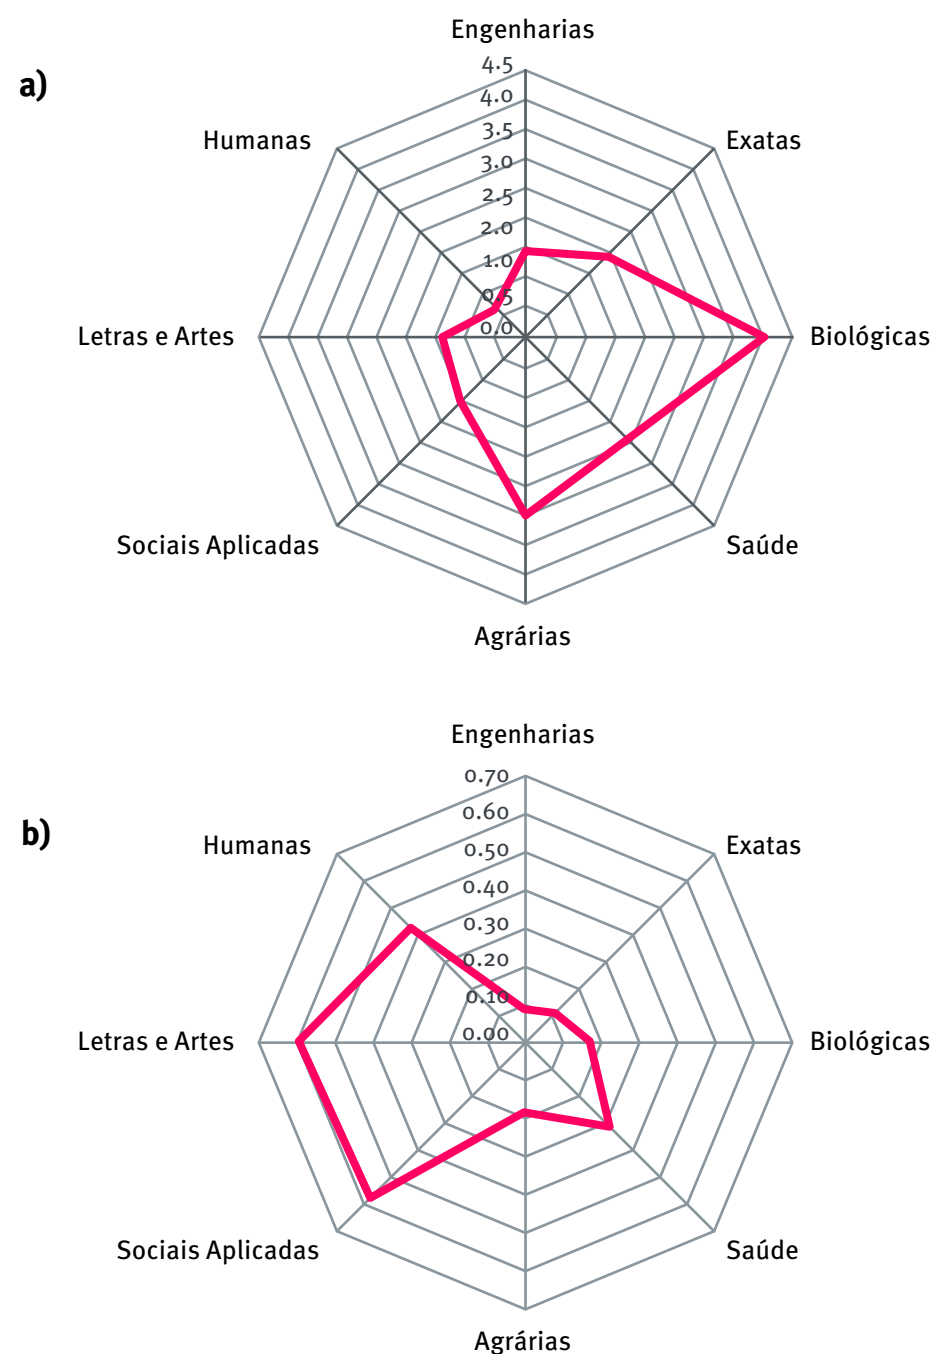 a)
Engenharias
4.5
4.0
3.5
3.0
2.5
2.0
1.0
0.5
0.0
Humanas
Exatas
Letras e Artes
Biológicas
Sociais Aplicadas
Saúde
Agrárias
b)
Engenharias
0.70
0.60
0.50
0.40
0.30
0.20
0.10
0.00
Humanas
Exatas
Letras e Artes
Biológicas
Sociais Aplicadas
Saúde
Agrárias